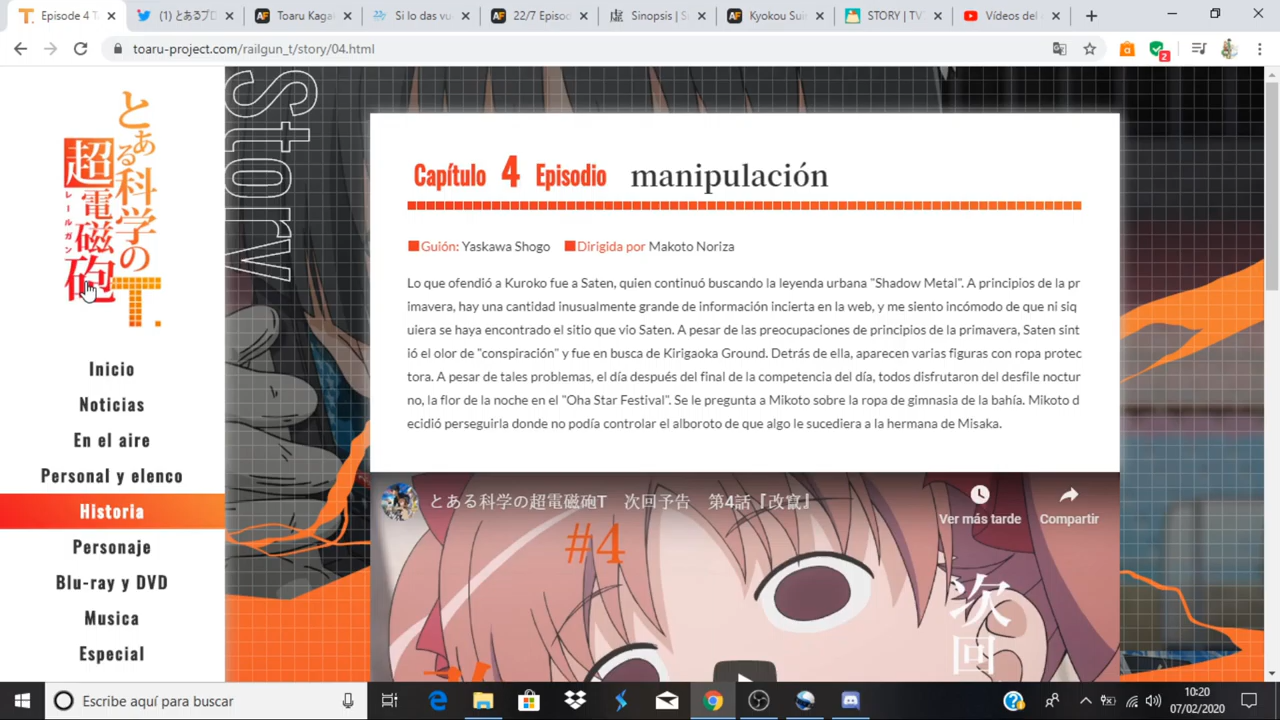 Episode 4 T
(1) とあるプロ
Toaru Kaga
Si lo das vue
22/7 Episod
Sinopsis | S
Kyokou Sui
STORY | TV
Vídeos del
toaru-project.com/railgun_t/story/04.html
2
とある科学の
超電磁砲
レールガン
T.
Story
Inicio
Noticias
En el aire
Personal y elenco
Historia
Personaje
Blu-ray y DVD
Musica
Especial
Capítulo 4 Episodio manipulación
Guión: Yaskawa Shogo Dirigida por Makoto Noriza
Lo que ofendió a Kuroko fue a Saten, quien continuó buscando la leyenda urbana "Shadow Metal". A principios de la pr
imavera, hay una cantidad inusualmente grande de información incierta en la web, y me siento incómodo de que ni siq
uiera se haya encontrado el sitio que vio Saten. A pesar de las preocupaciones de principios de la primavera, Saten sint
ió el olor de "conspiración" y fue en busca de Kirigaoka Ground. Detrás de ella, aparecen varias figuras con ropa protec
tora. A pesar de tales problemas, el día después del final de la competencia del día, todos disfrutaron del desfile noctur
no, la flor de la noche en el "Oha Star Festival". Se le pregunta a Mikoto sobre la ropa de gimnasia de la bahía. Mikoto d
ecidió perseguirla donde no podía controlar el alboroto de que algo le sucediera a la hermana de Misaka.
とある科学の超電磁砲T 次回予告 第4話『改竄』
Ver más tarde
Compartir
#4
次回
Escribe aquí para buscar
10:20
07/02/2020